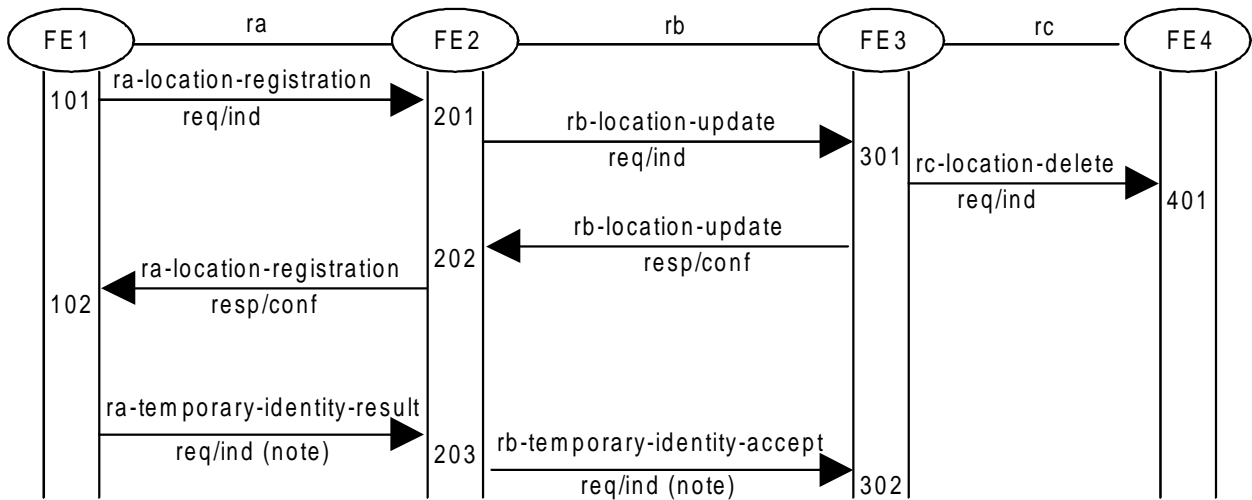 FE1 ra FE2 rb FE3 rc FE4
ra-location-registration
101
req/ind
201
rb-location-update
req/ind
301
rc-location-delete
req/ind
401
rb-location-update
resp/conf
202
ra-location-registration
resp/conf
102
ra-temporary-identity-result
req/ind (note)
203
rb-temporary-identity-accept
req/ind (note)
302